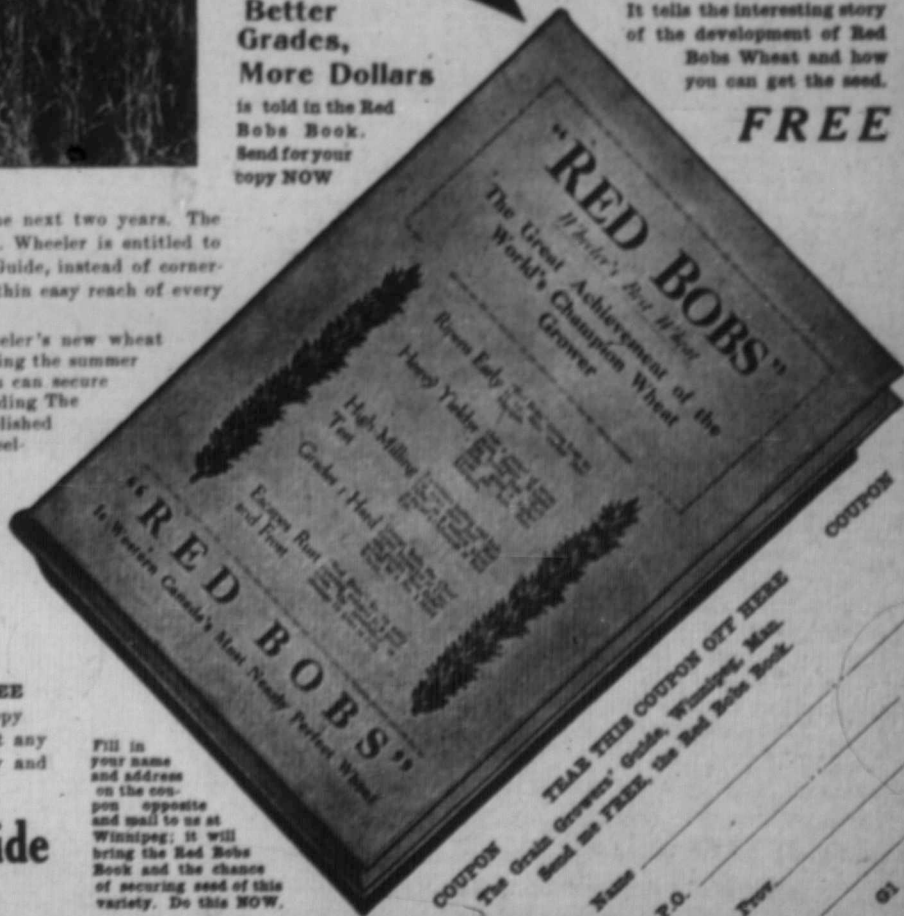 Better
Grades,
More Dollars
is told in the Red
Bobs Book.
Send for your
copy NOW
It tells the interesting story
of the development of Red
Bobs Wheat and how
you can get the seed.
FREE
ne next two years. The
. Wheeler is entitled to
Guide, instead of corner-
thin easy reach of every
eler's new wheat
ing the summer
can secure
ding The
lished
eel-
"RED BOBS"
Wheeler's Best Wheat
The Great Achievement of the
World's Champion Wheat
Grower
Ripens Early
Heavy Yielder
High Milling
Test
Grades Hard
Escapes Rust
and Frost
"RED BOBS"
Is Western Canada's Most Nearly Perfect Wheat
EE
py
t any
and
ide
Fill in
your name
and address
on the cou-
pon opposite
and mail to us at
Winnipeg; it will
bring the Red Bobs
Book and the chance
of securing seed of this
variety. Do this NOW.
COUPON TEAR THIS COUPON OFF HERE COUPON
The Grain Growers' Guide, Winnipeg, Man.
Send me FREE, the Red Bobs Book.
Name
P.O.
Prov.
G1